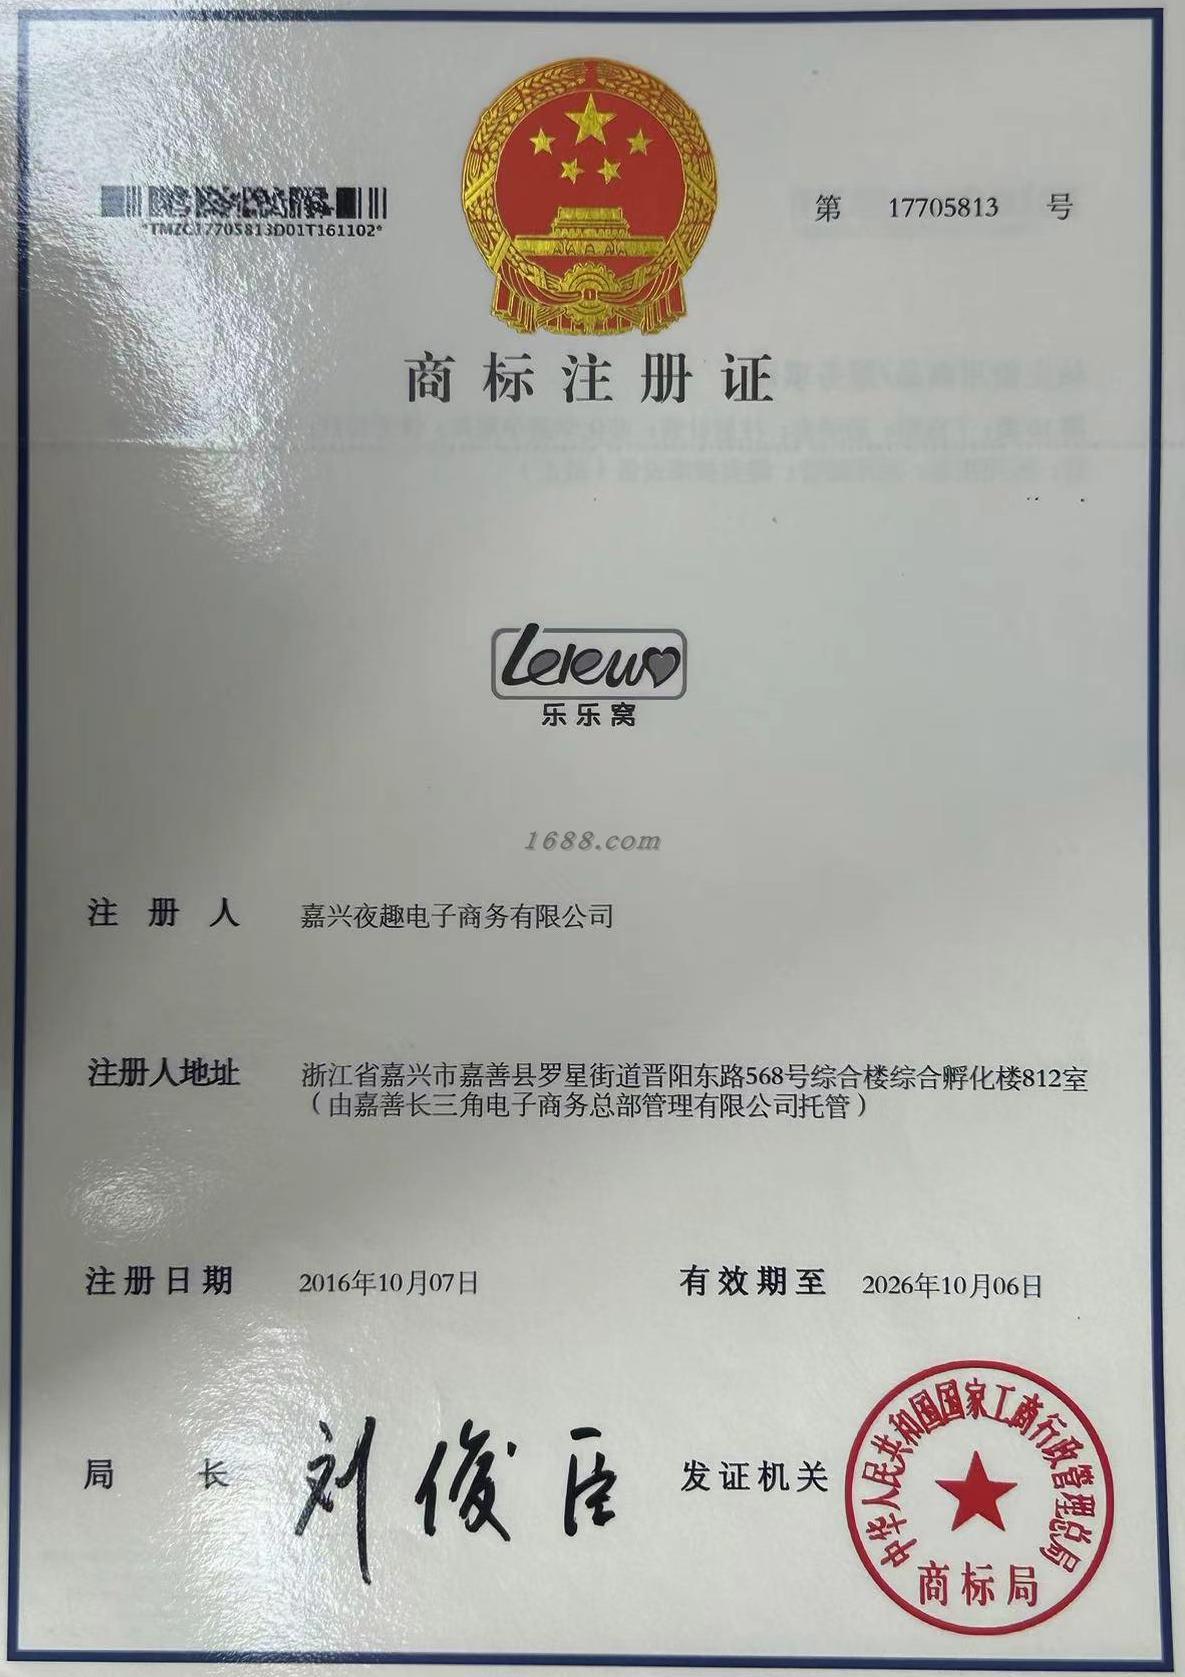 *TMZC17705813D01T161102*
第 17705813 号
商标注册证
Lelewo
乐乐窝
1688.com
注册人 嘉兴夜趣电子商务有限公司
注册人地址 浙江省嘉兴市嘉善县罗星街道晋阳东路568号综合楼综合孵化楼812室
（由嘉善长三角电子商务总部管理有限公司托管）
注册日期 2016年10月07日 有效期至 2026年10月06日
局长 刘俊臣 发证机关
中华人民共和国国家工商行政管理总局
商标局